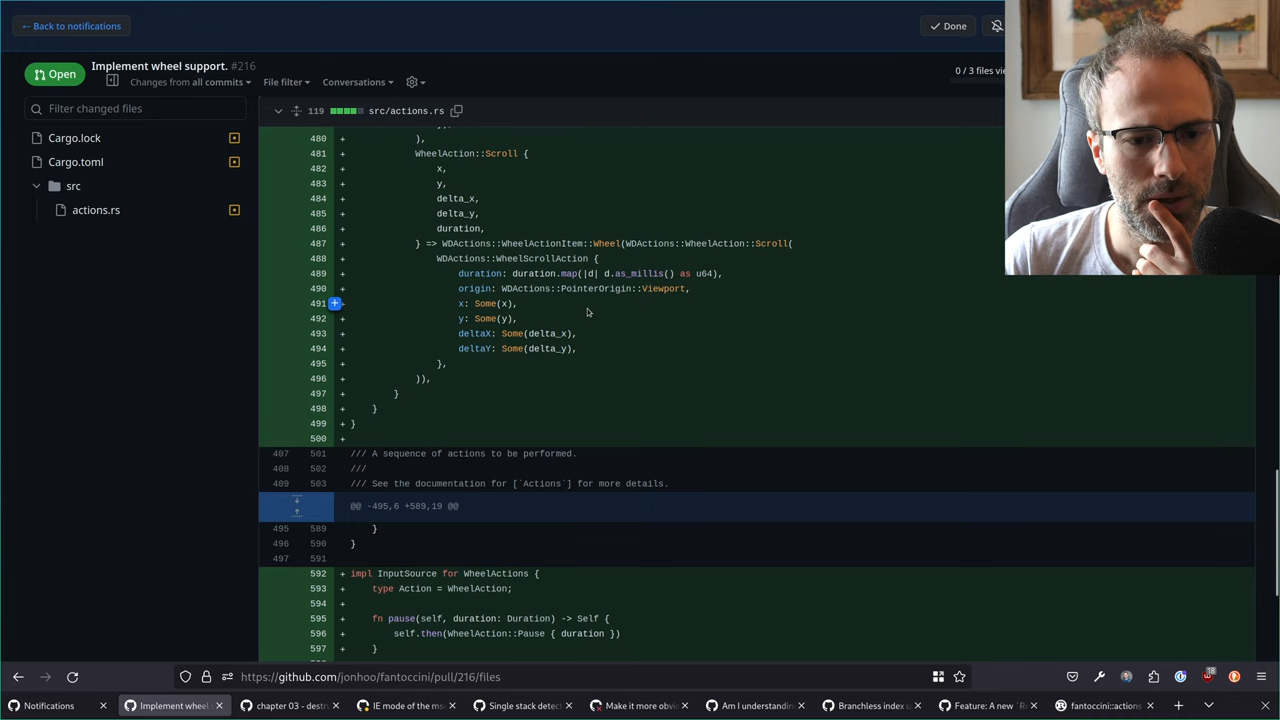 ← Back to notifications
Done
Open
Implement wheel support. #216
Changes from all commits
File filter
Conversations
0 / 3 files vie
Filter changed files
119 src/actions.rs
Cargo.lock
Cargo.toml
src
actions.rs
480 + ),
481 + WheelAction::Scroll {
482 + x,
483 + y,
484 + delta_x,
485 + delta_y,
486 + duration,
487 + } => WDActions::WheelActionItem::Wheel(WDActions::WheelAction::Scroll(
488 + WDActions::WheelScrollAction {
489 + duration: duration.map(|d| d.as_millis() as u64),
490 + origin: WDActions::PointerOrigin::Viewport,
491 + x: Some(x),
492 + y: Some(y),
493 + deltaX: Some(delta_x),
494 + deltaY: Some(delta_y),
495 + },
496 + )),
497 + }
498 + }
499 + }
500 +
407 501 /// A sequence of actions to be performed.
408 502 ///
409 503 /// See the documentation for [`Actions`] for more details.
@@ -495,6 +589,19 @@
495 589 }
496 590 }
497 591
592 + impl InputSource for WheelActions {
593 + type Action = WheelAction;
594 +
595 + fn pause(self, duration: Duration) -> Self {
596 + self.then(WheelAction::Pause { duration })
597 + }
https://github.com/jonhoo/fantoccini/pull/216/files
18
Notifications
Implement wheel
chapter 03 - destr
IE mode of the ms
Single stack detec
Make it more obvi
Am I understandin
Branchless index u
Feature: A new `R
fantoccini::actions